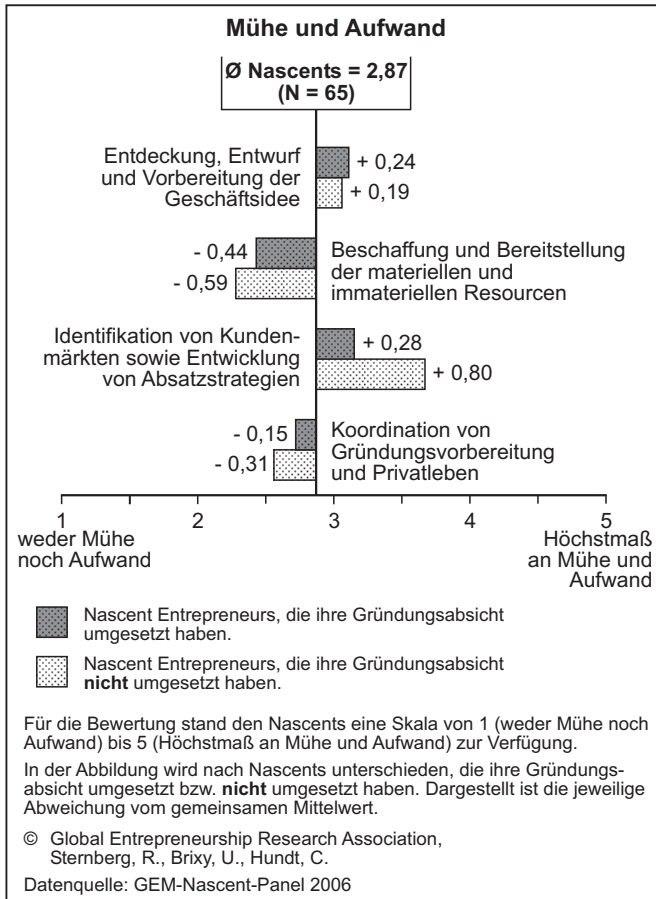 Mühe und Aufwand
Ø Nascents = 2,87
(N = 65)
Entdeckung, Entwurf
und Vorbereitung der
Geschäftsidee
+ 0,24
+ 0,19
- 0,44
- 0,59
Beschaffung und Bereitstellung
der materiellen und
immateriellen Resourcen
Identifikation von Kunden-
märkten sowie Entwicklung
von Absatzstrategien
+ 0,28
+ 0,80
- 0,15
- 0,31
Koordination von
Gründungsvorbereitung
und Privatleben
1 2 3 4 5
weder Mühe
noch Aufwand
Höchstmaß
an Mühe und
Aufwand
Nascent Entrepreneurs, die ihre Gründungsabsicht
umgesetzt haben.
Nascent Entrepreneurs, die ihre Gründungsabsicht
nicht umgesetzt haben.
Für die Bewertung stand den Nascents eine Skala von 1 (weder Mühe noch
Aufwand) bis 5 (Höchstmaß an Mühe und Aufwand) zur Verfügung.
In der Abbildung wird nach Nascents unterschieden, die ihre Gründungs-
absicht umgesetzt bzw. nicht umgesetzt haben. Dargestellt ist die jeweilige
Abweichung vom gemeinsamen Mittelwert.
© Global Entrepreneurship Research Association,
Sternberg, R., Brixy, U., Hundt, C.
Datenquelle: GEM-Nascent-Panel 2006